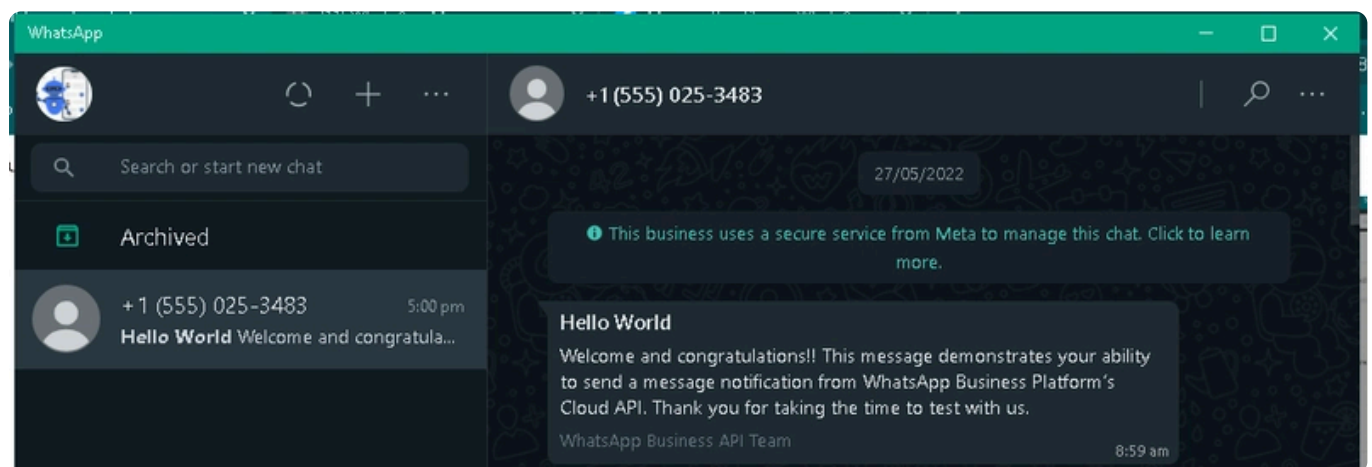 WhatsApp
+1 (555) 025-3483
Search or start new chat
27/05/2022
Archived
This business uses a secure service from Meta to manage this chat. Click to learn
more.
+1 (555) 025-3483
5:00 pm
Hello World Welcome and congratula...
Hello World
Welcome and congratulations!! This message demonstrates your ability
to send a message notification from WhatsApp Business Platform's
Cloud API. Thank you for taking the time to test with us.
WhatsApp Business API Team
8:59 am